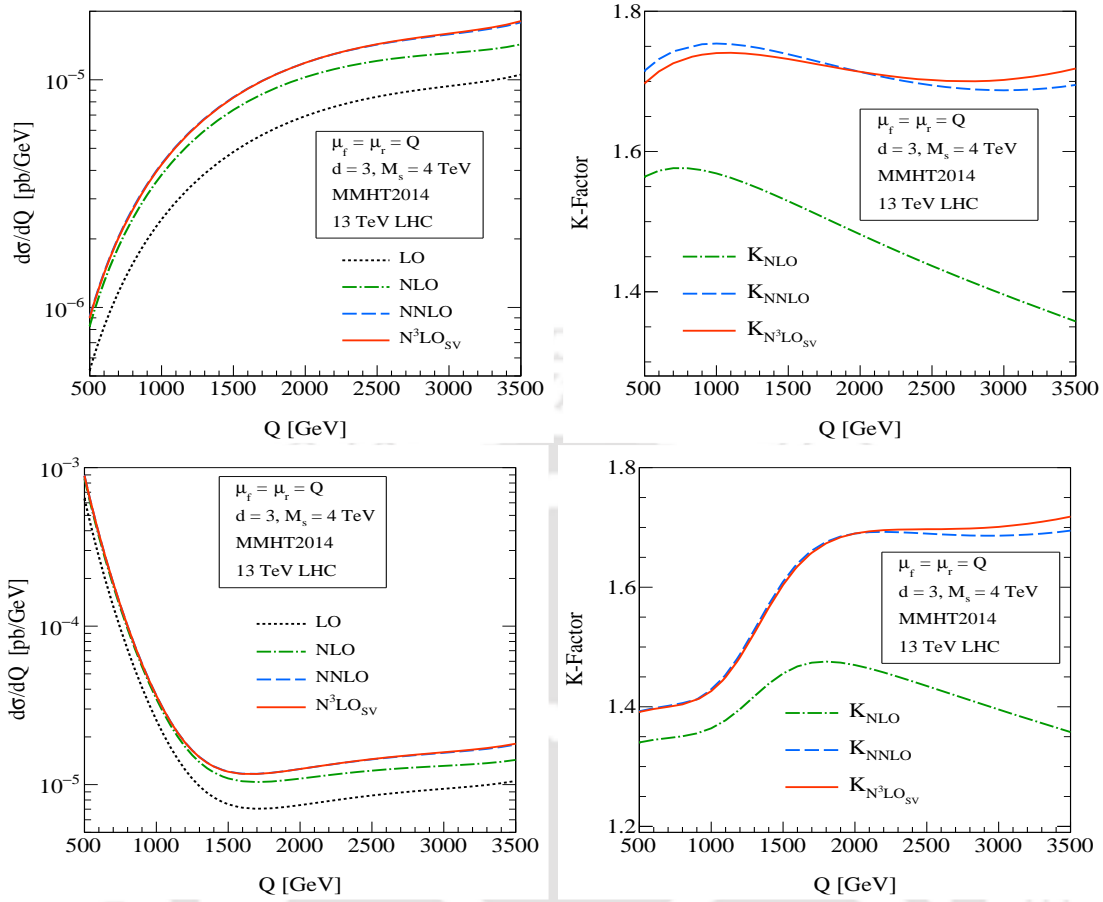 10⁻⁵
10⁻⁶
dσ/dQ [pb/GeV]
μ_f = μ_r = Q
d = 3, M_s = 4 TeV
MMHT2014
13 TeV LHC
LO
NLO
NNLO
N³LO_SV
500 1000 1500 2000 2500 3000 3500
Q [GeV]
1.8
1.6
1.4
K-Factor
μ_f = μ_r = Q
d = 3, M_s = 4 TeV
MMHT2014
13 TeV LHC
K_NLO
K_NNLO
K_N³LO_SV
500 1000 1500 2000 2500 3000 3500
Q [GeV]
10⁻³
10⁻⁴
10⁻⁵
dσ/dQ [pb/GeV]
μ_f = μ_r = Q
d = 3, M_s = 4 TeV
MMHT2014
13 TeV LHC
LO
NLO
NNLO
N³LO_SV
500 1000 1500 2000 2500 3000 3500
Q [GeV]
1.8
1.6
1.4
1.2
K-Factor
μ_f = μ_r = Q
d = 3, M_s = 4 TeV
MMHT2014
13 TeV LHC
K_NLO
K_NNLO
K_N³LO_SV
500 1000 1500 2000 2500 3000 3500
Q [GeV]